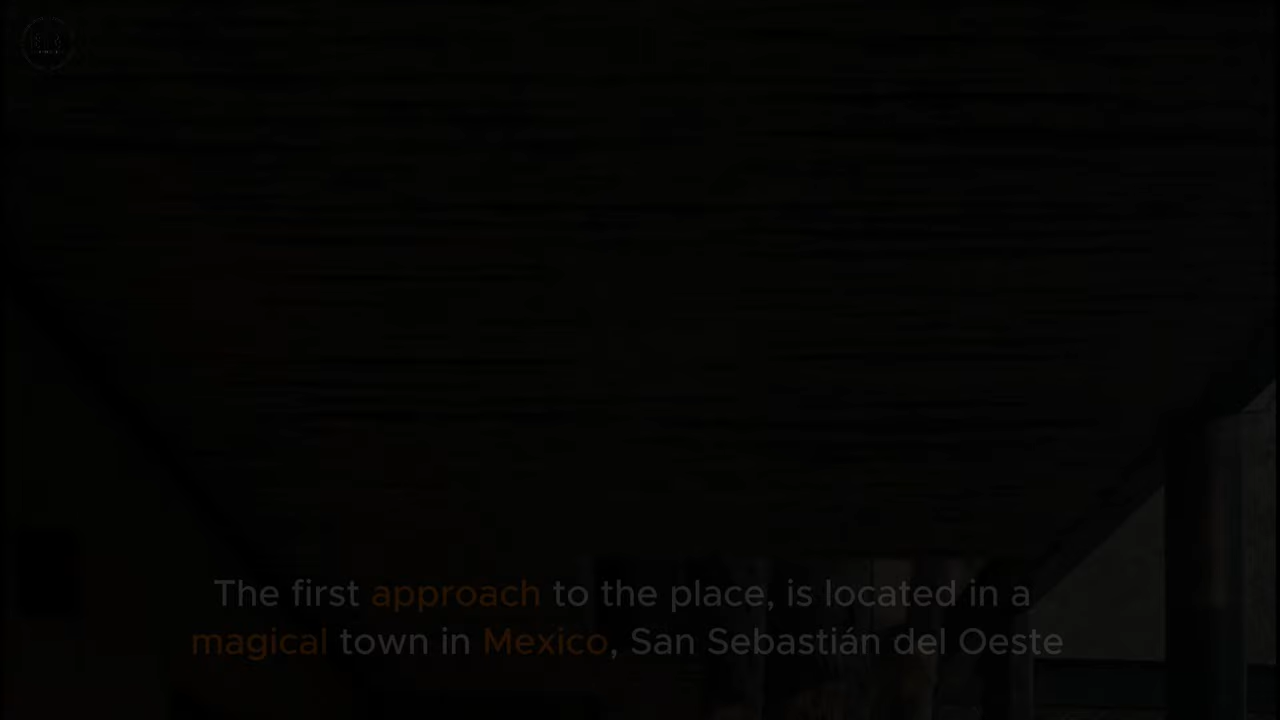 The first approach to the place, is located in a
magical town in Mexico, San Sebastián del Oeste